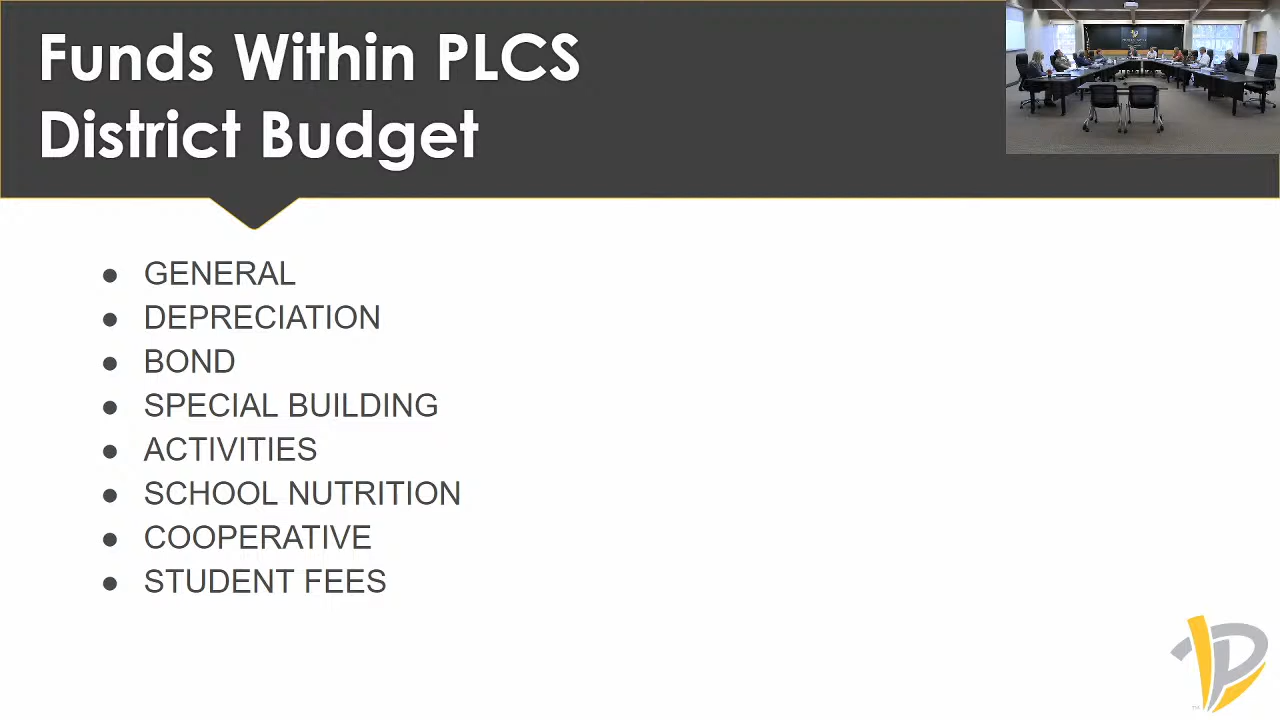 Funds Within PLCS
District Budget
● GENERAL
● DEPRECIATION
● BOND
● SPECIAL BUILDING
● ACTIVITIES
● SCHOOL NUTRITION
● COOPERATIVE
● STUDENT FEES